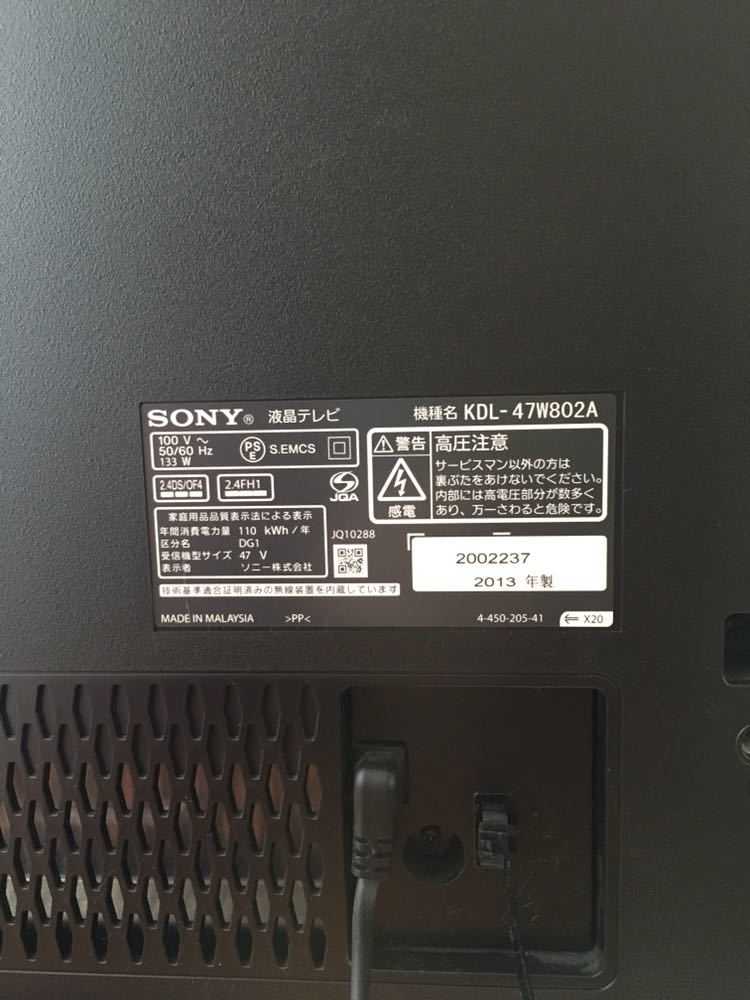 SONY® 液晶テレビ
機種名 KDL-47W802A
100 V ～
50/60 Hz
133 W
PS
E
S.EMCS
2.4DS/OF4
2.4FH1
JQA
警告 高圧注意
感電
サービスマン以外の方は
裏ぶたをあけないでください。
内部には高電圧部分が数多く
あり、万一さわると危険です。
家庭用品品質表示法による表示
年間消費電力量 110 kWh/年
区分名 DG1
受信機型サイズ 47 V
表示者 ソニー株式会社
JQ10288
2002237
2013 年製
技術基準適合証明済みの無線装置を内蔵しています
MADE IN MALAYSIA >PP< 4-450-205-41 ⇐ X20